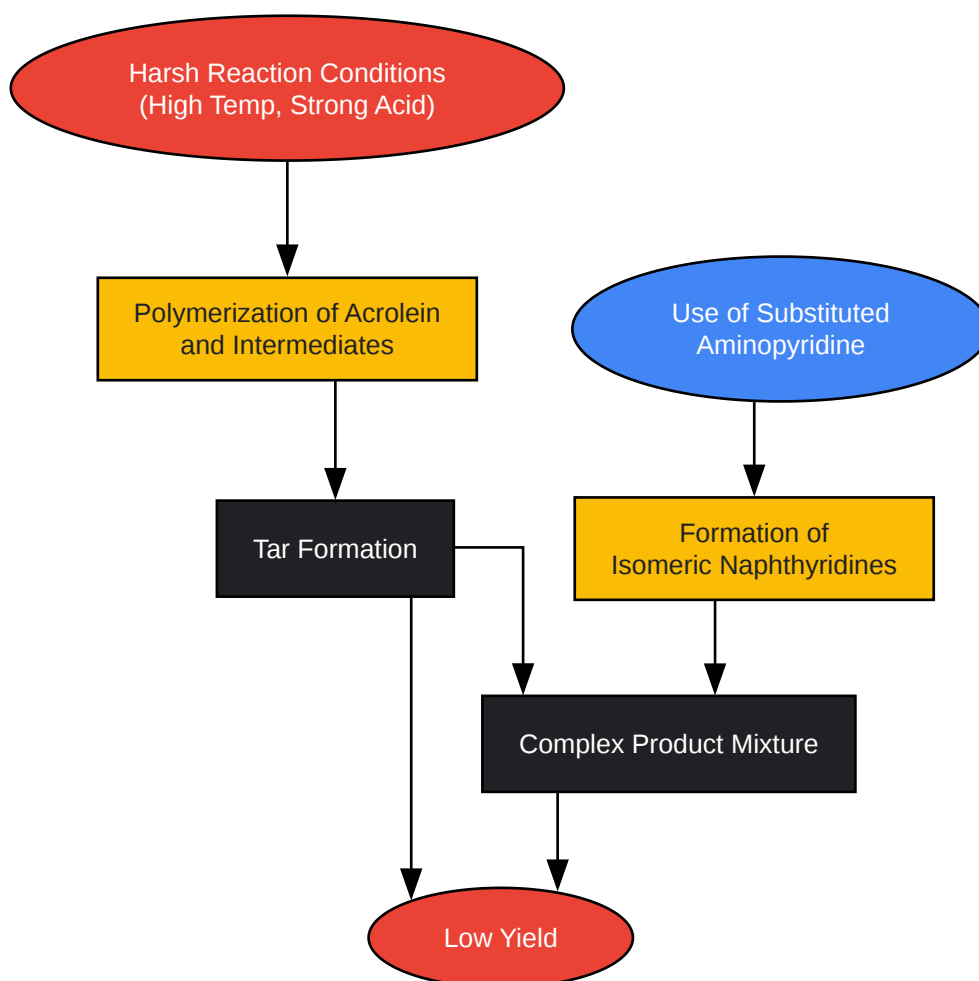 Harsh Reaction Conditions
(High Temp, Strong Acid)
Polymerization of Acrolein
and Intermediates
Use of Substituted
Aminopyridine
Tar Formation
Formation of
Isomeric Naphthyridines
Complex Product Mixture
Low Yield